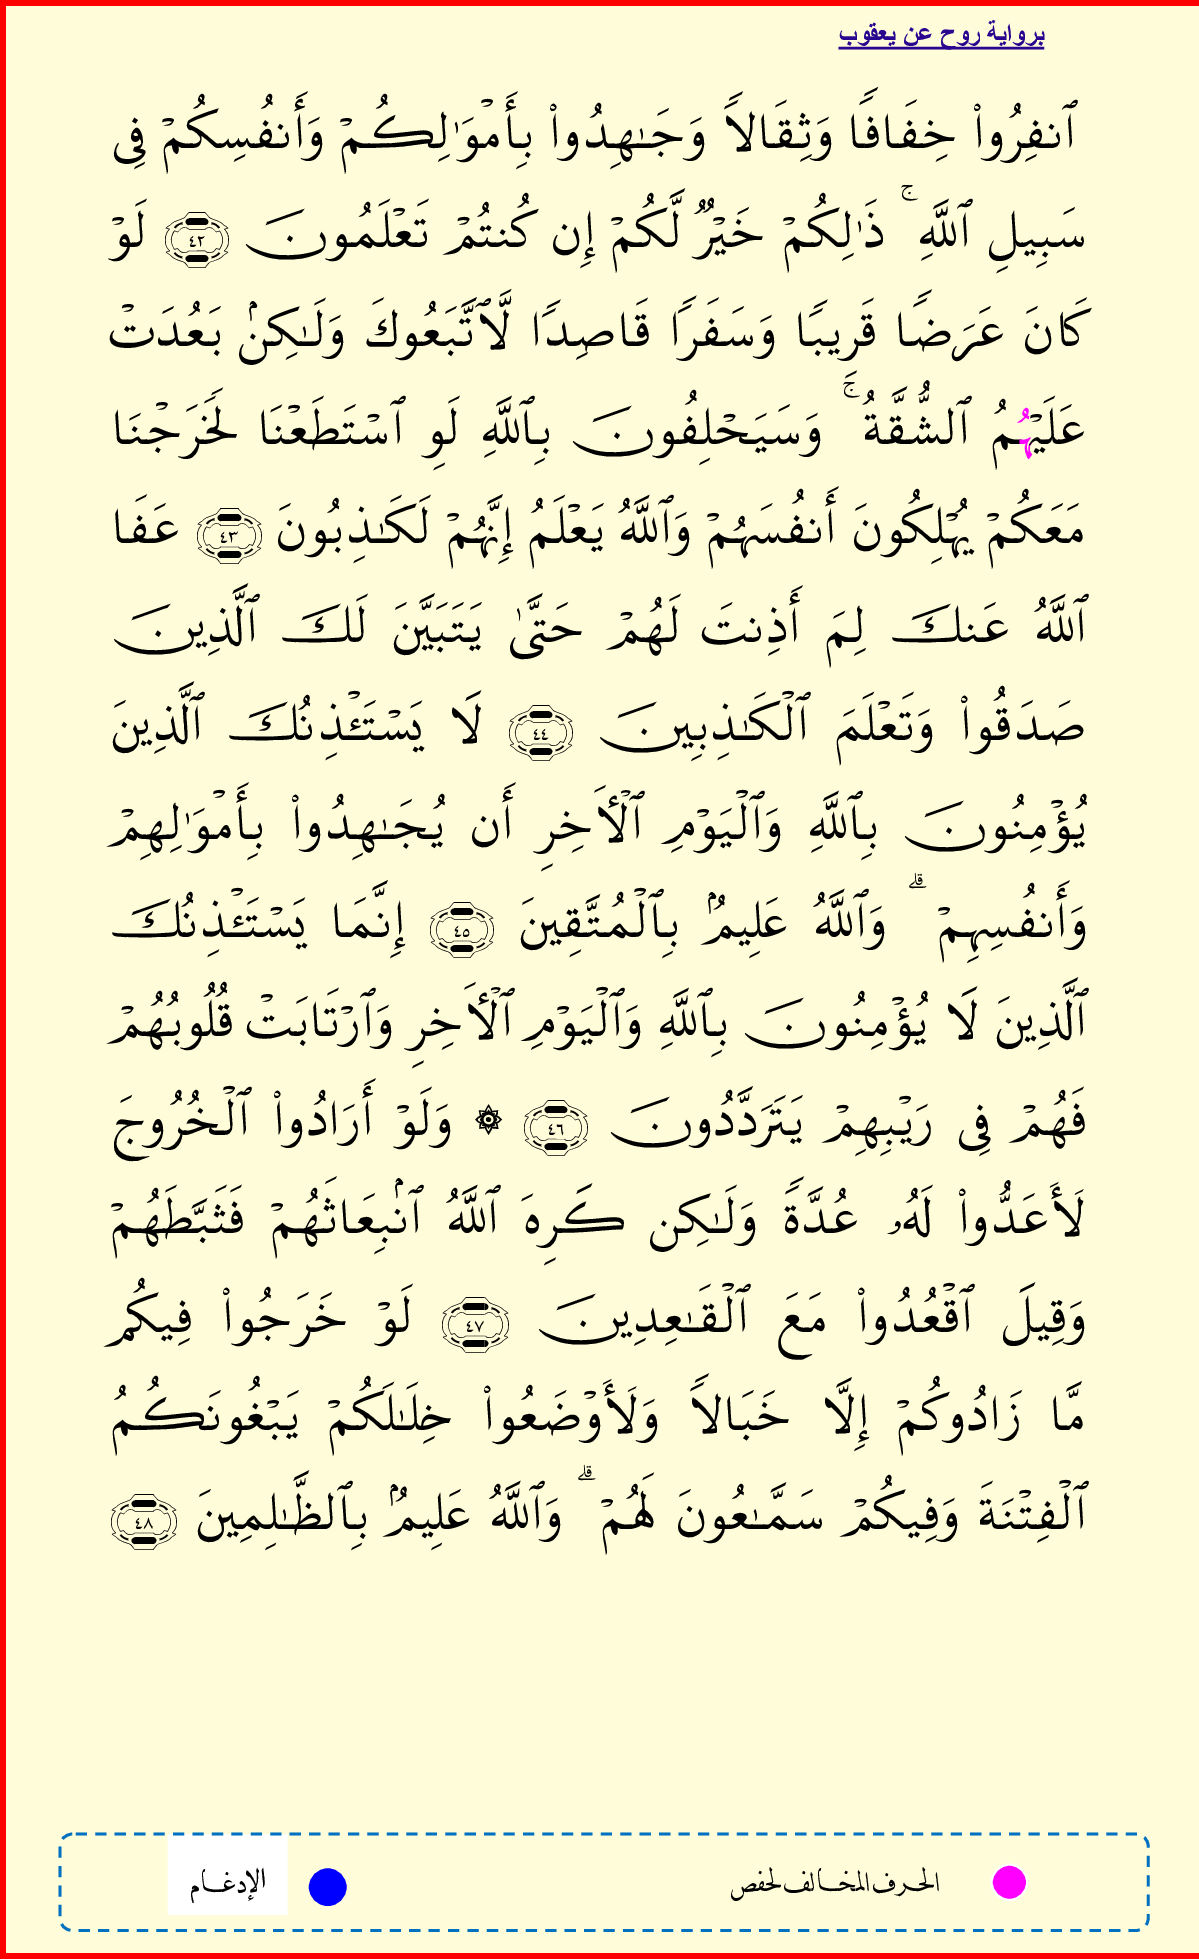 برواية روح عن يعقوب
ٱنفِرُوا۟ خِفَافًا وَثِقَالًا وَجَـٰهِدُوا۟ بِأَمْوَٰلِكُمْ وَأَنفُسِكُمْ فِى
سَبِيلِ ٱللَّهِ ۚ ذَٰلِكُمْ خَيْرٌ لَّكُمْ إِن كُنتُمْ تَعْلَمُونَ ٤٢ لَوْ
كَانَ عَرَضًا قَرِيبًا وَسَفَرًا قَاصِدًا لَّٱتَّبَعُوكَ وَلَـٰكِنۢ بَعُدَتْ
عَلَيْهُمُ ٱلشُّقَّةُ ۚ وَسَيَحْلِفُونَ بِٱللَّهِ لَوِ ٱسْتَطَعْنَا لَخَرَجْنَا
مَعَكُمْ يُهْلِكُونَ أَنفُسَهُمْ وَٱللَّهُ يَعْلَمُ إِنَّهُمْ لَكَـٰذِبُونَ ٤٣ عَفَا
ٱللَّهُ عَنكَ لِمَ أَذِنتَ لَهُمْ حَتَّىٰ يَتَبَيَّنَ لَكَ ٱلَّذِينَ
صَدَقُوا۟ وَتَعْلَمَ ٱلْكَـٰذِبِينَ ٤٤ لَا يَسْتَـْٔذِنُكَ ٱلَّذِينَ
يُؤْمِنُونَ بِٱللَّهِ وَٱلْيَوْمِ ٱلْـَٔاخِرِ أَن يُجَـٰهِدُوا۟ بِأَمْوَٰلِهِمْ
وَأَنفُسِهِمْ ۗ وَٱللَّهُ عَلِيمٌۢ بِٱلْمُتَّقِينَ ٤٥ إِنَّمَا يَسْتَـْٔذِنُكَ
ٱلَّذِينَ لَا يُؤْمِنُونَ بِٱللَّهِ وَٱلْيَوْمِ ٱلْـَٔاخِرِ وَٱرْتَابَتْ قُلُوبُهُمْ
فَهُمْ فِى رَيْبِهِمْ يَتَرَدَّدُونَ ٤٦ ۞ وَلَوْ أَرَادُوا۟ ٱلْخُرُوجَ
لَأَعَدُّوا۟ لَهُۥ عُدَّةً وَلَـٰكِن كَرِهَ ٱللَّهُ ٱنۢبِعَاثَهُمْ فَثَبَّطَهُمْ
وَقِيلَ ٱقْعُدُوا۟ مَعَ ٱلْقَـٰعِدِينَ ٤٧ لَوْ خَرَجُوا۟ فِيكُم
مَّا زَادُوكُمْ إِلَّا خَبَالًا وَلَأَوْضَعُوا۟ خِلَـٰلَكُمْ يَبْغُونَكُمُ
ٱلْفِتْنَةَ وَفِيكُمْ سَمَّـٰعُونَ لَهُمْ ۗ وَٱللَّهُ عَلِيمٌۢ بِٱلظَّـٰلِمِينَ ٤٨
الحرف المخالف لحفص
الإدغام